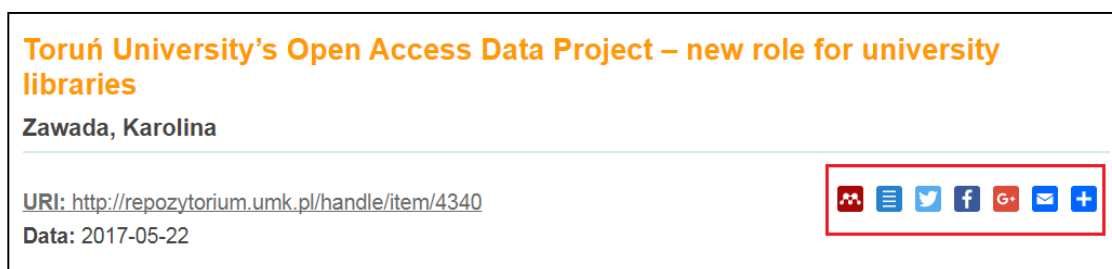 Toruń University’s Open Access Data Project – new role for university
libraries
Zawada, Karolina
URI: http://repozytorium.umk.pl/handle/item/4340
Data: 2017-05-22
G+